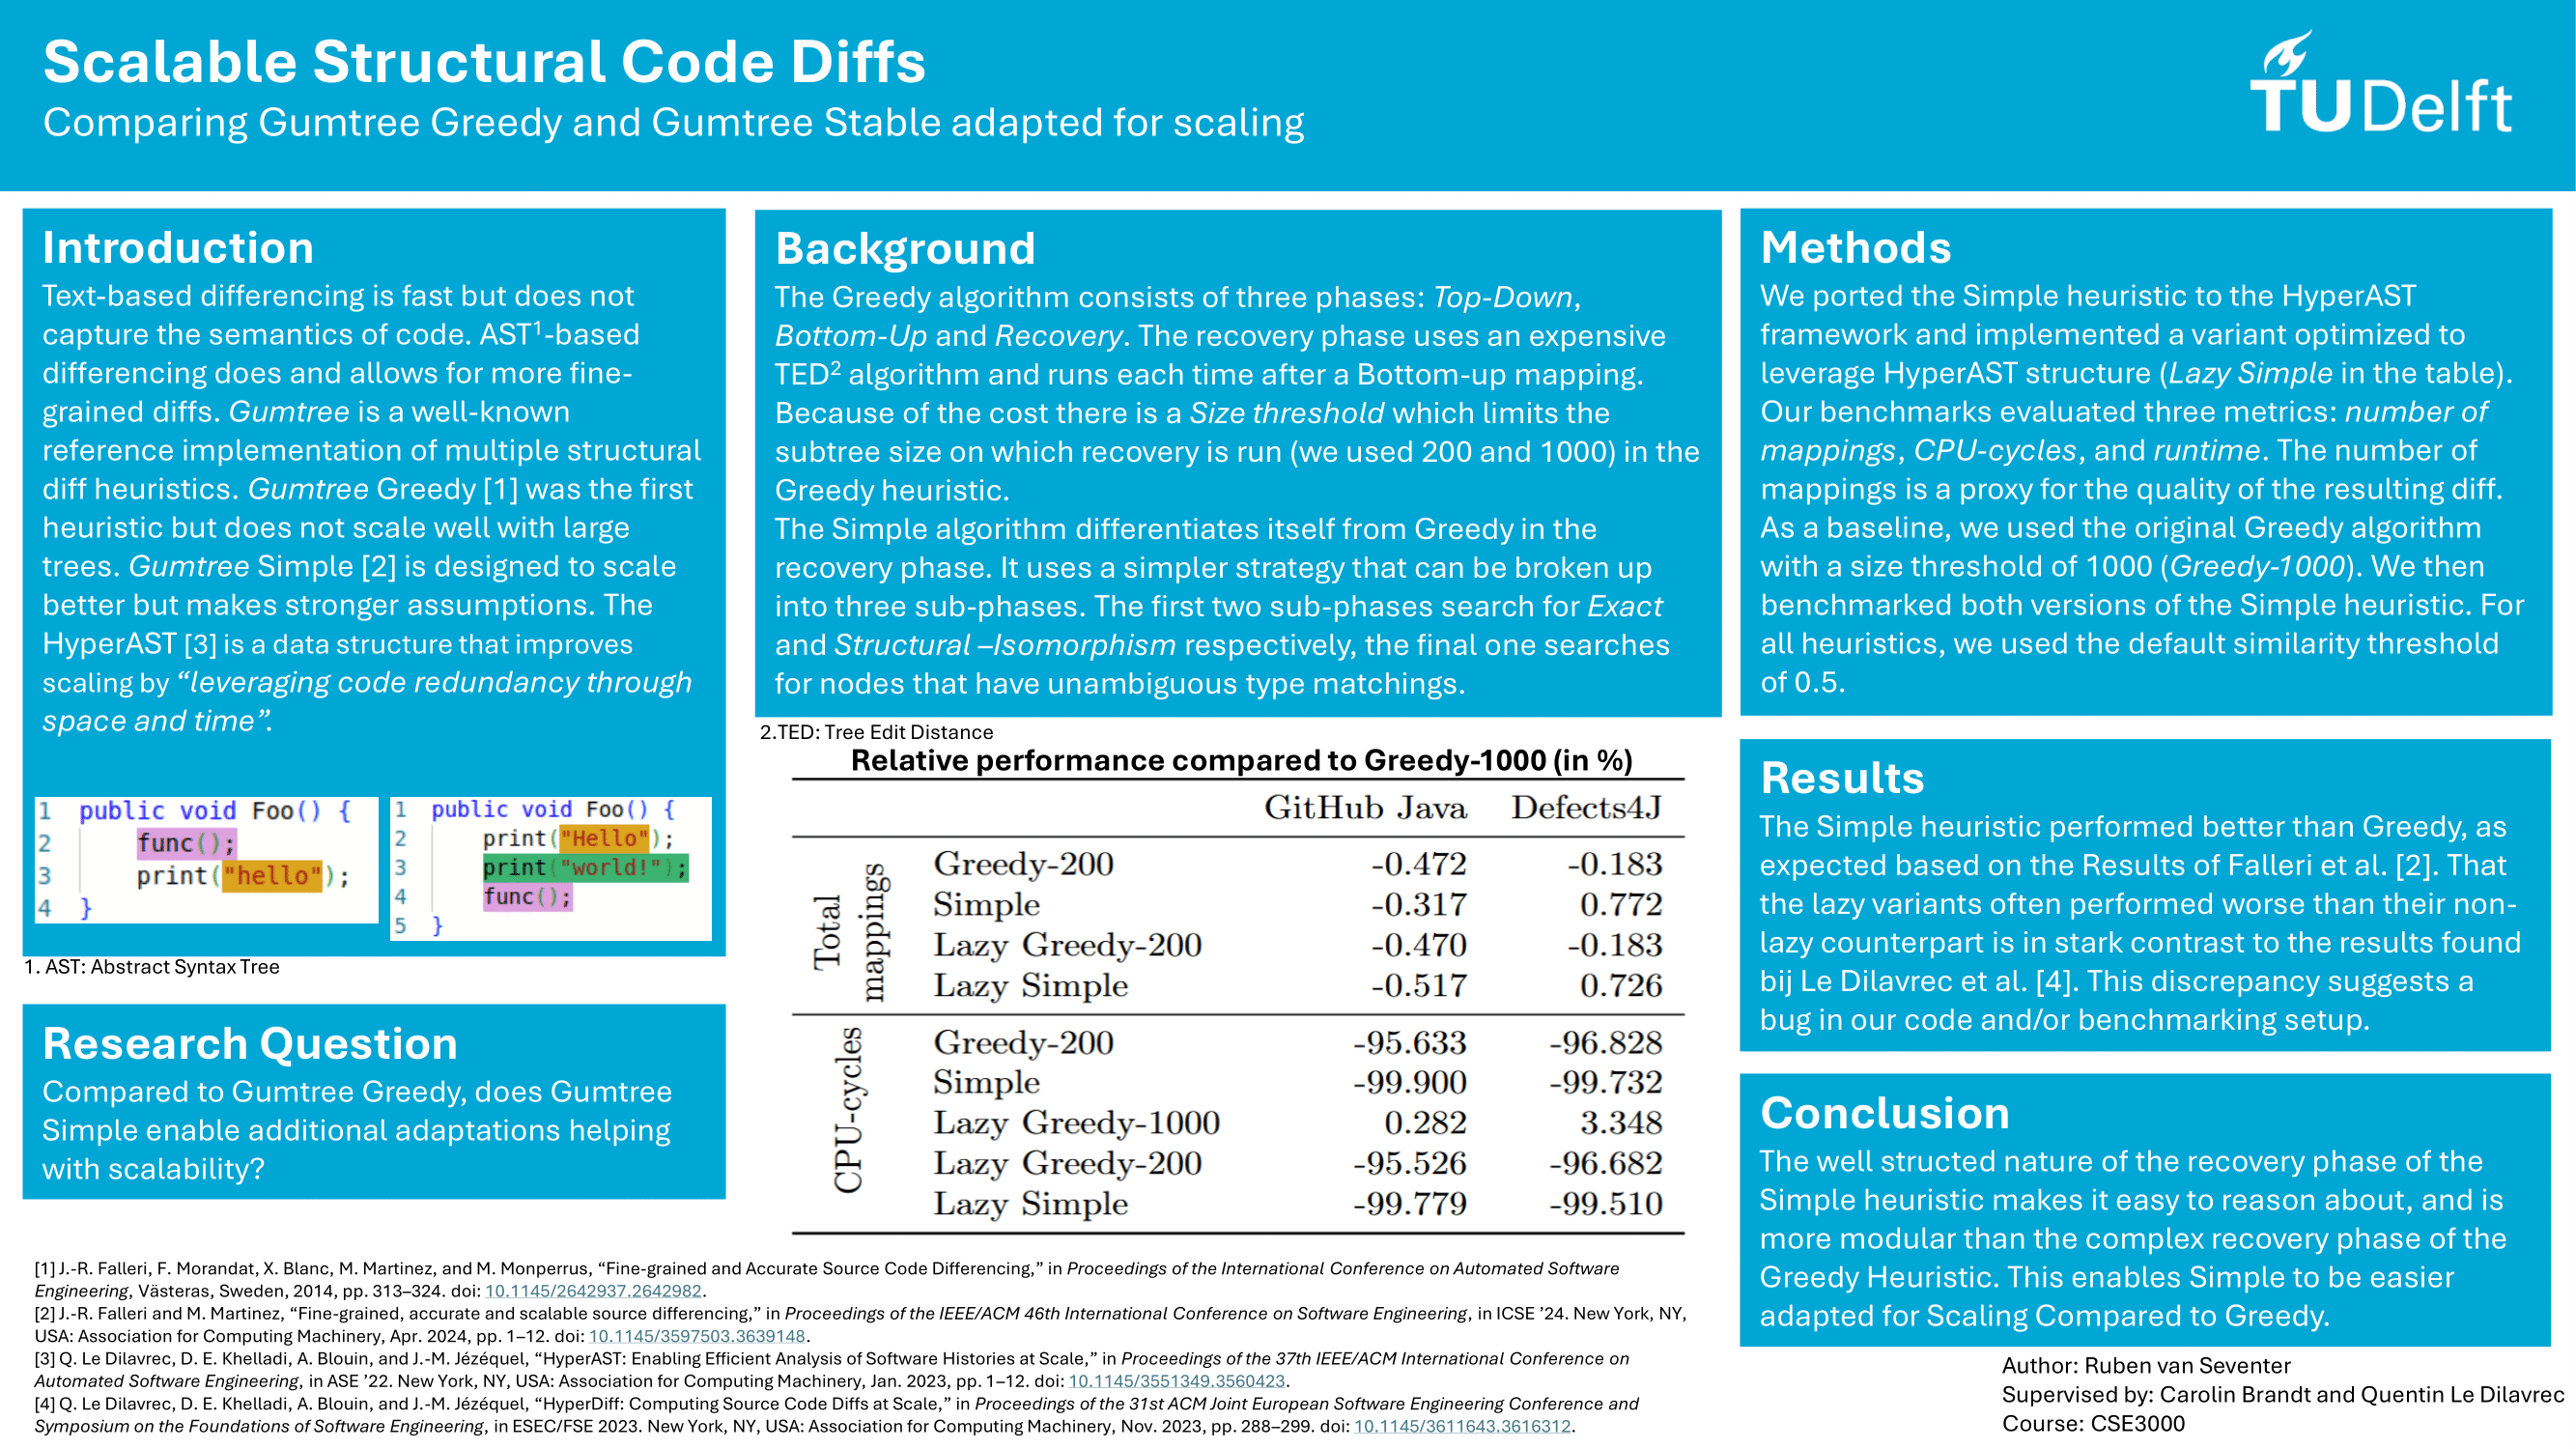 Scalable Structural Code Diffs
Comparing Gumtree Greedy and Gumtree Stable adapted for scaling
TUDelft
Introduction
Text-based differencing is fast but does not
capture the semantics of code. AST¹-based
differencing does and allows for more fine-
grained diffs. Gumtree is a well-known
reference implementation of multiple structural
diff heuristics. Gumtree Greedy [1] was the first
heuristic but does not scale well with large
trees. Gumtree Simple [2] is designed to scale
better but makes stronger assumptions. The
HyperAST [3] is a data structure that improves
scaling by “leveraging code redundancy through
space and time”.
1 public void Foo() {
2 func();
3 print("hello");
4 }
1 public void Foo() {
2 print("Hello");
3 print("world!");
4 func();
5 }
1. AST: Abstract Syntax Tree
Research Question
Compared to Gumtree Greedy, does Gumtree
Simple enable additional adaptations helping
with scalability?
Background
The Greedy algorithm consists of three phases: Top-Down,
Bottom-Up and Recovery. The recovery phase uses an expensive
TED² algorithm and runs each time after a Bottom-up mapping.
Because of the cost there is a Size threshold which limits the
subtree size on which recovery is run (we used 200 and 1000) in the
Greedy heuristic.
The Simple algorithm differentiates itself from Greedy in the
recovery phase. It uses a simpler strategy that can be broken up
into three sub-phases. The first two sub-phases search for Exact
and Structural –Isomorphism respectively, the final one searches
for nodes that have unambiguous type matchings.
2.TED: Tree Edit Distance
Relative performance compared to Greedy-1000 (in %)
GitHub Java Defects4J
Total mappings
Greedy-200 -0.472 -0.183
Simple -0.317 0.772
Lazy Greedy-200 -0.470 -0.183
Lazy Simple -0.517 0.726
CPU-cycles
Greedy-200 -95.633 -96.828
Simple -99.900 -99.732
Lazy Greedy-1000 0.282 3.348
Lazy Greedy-200 -95.526 -96.682
Lazy Simple -99.779 -99.510
Methods
We ported the Simple heuristic to the HyperAST
framework and implemented a variant optimized to
leverage HyperAST structure (Lazy Simple in the table).
Our benchmarks evaluated three metrics: number of
mappings, CPU-cycles, and runtime. The number of
mappings is a proxy for the quality of the resulting diff.
As a baseline, we used the original Greedy algorithm
with a size threshold of 1000 (Greedy-1000). We then
benchmarked both versions of the Simple heuristic. For
all heuristics, we used the default similarity threshold
of 0.5.
Results
The Simple heuristic performed better than Greedy, as
expected based on the Results of Falleri et al. [2]. That
the lazy variants often performed worse than their non-
lazy counterpart is in stark contrast to the results found
bij Le Dilavrec et al. [4]. This discrepancy suggests a
bug in our code and/or benchmarking setup.
Conclusion
The well structed nature of the recovery phase of the
Simple heuristic makes it easy to reason about, and is
more modular than the complex recovery phase of the
Greedy Heuristic. This enables Simple to be easier
adapted for Scaling Compared to Greedy.
[1] J.-R. Falleri, F. Morandat, X. Blanc, M. Martinez, and M. Monperrus, “Fine-grained and Accurate Source Code Differencing,” in Proceedings of the International Conference on Automated Software
Engineering, Västeras, Sweden, 2014, pp. 313–324. doi: 10.1145/2642937.2642982.
[2] J.-R. Falleri and M. Martinez, “Fine-grained, accurate and scalable source differencing,” in Proceedings of the IEEE/ACM 46th International Conference on Software Engineering, in ICSE ’24. New York, NY,
USA: Association for Computing Machinery, Apr. 2024, pp. 1–12. doi: 10.1145/3597503.3639148.
[3] Q. Le Dilavrec, D. E. Khelladi, A. Blouin, and J.-M. Jézéquel, “HyperAST: Enabling Efficient Analysis of Software Histories at Scale,” in Proceedings of the 37th IEEE/ACM International Conference on
Automated Software Engineering, in ASE ’22. New York, NY, USA: Association for Computing Machinery, Jan. 2023, pp. 1–12. doi: 10.1145/3551349.3560423.
[4] Q. Le Dilavrec, D. E. Khelladi, A. Blouin, and J.-M. Jézéquel, “HyperDiff: Computing Source Code Diffs at Scale,” in Proceedings of the 31st ACM Joint European Software Engineering Conference and
Symposium on the Foundations of Software Engineering, in ESEC/FSE 2023. New York, NY, USA: Association for Computing Machinery, Nov. 2023, pp. 288–299. doi: 10.1145/3611643.3616312.
Author: Ruben van Seventer
Supervised by: Carolin Brandt and Quentin Le Dilavrec
Course: CSE3000